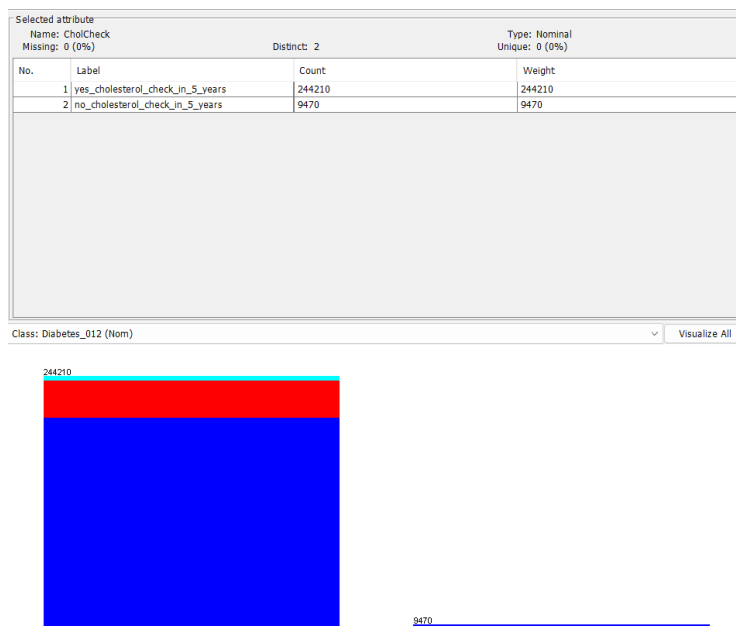 Selected attribute
Name: CholCheck Type: Nominal
Missing: 0 (0%) Distinct: 2 Unique: 0 (0%)
No. Label Count Weight
1 yes_cholesterol_check_in_5_years 244210 244210
2 no_cholesterol_check_in_5_years 9470 9470
Class: Diabetes_012 (Nom) Visualize All
244210
9470